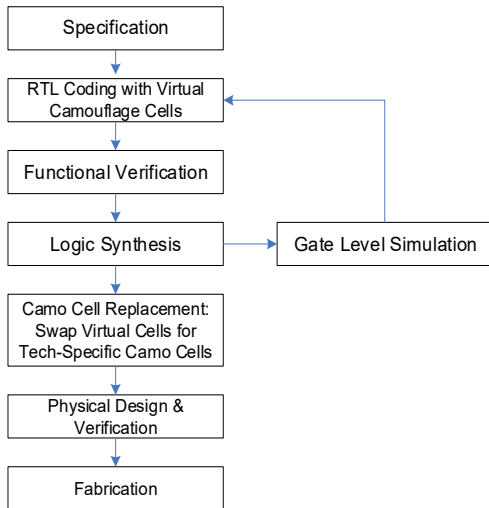 Specification
RTL Coding with Virtual
Camouflage Cells
Functional Verification
Logic Synthesis
Gate Level Simulation
Camo Cell Replacement:
Swap Virtual Cells for
Tech-Specific Camo Cells
Physical Design &
Verification
Fabrication